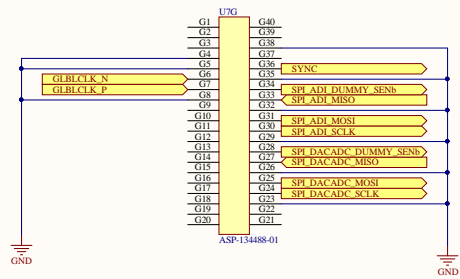 U7G
G1 G40
G2 G39
G3 G38
G4 G37
G5 G36 SYNC
G6 G35
GLBLCLK_N G7 G34 SPI_ADI_DUMMY_SENb
GLBLCLK_P G8 G33 SPI_ADI_MISO
G9 G32
G10 G31 SPI_ADI_MOSI
G11 G30 SPI_ADI_SCLK
G12 G29
G13 G28 SPI_DACADC_DUMMY_SENb
G14 G27 SPI_DACADC_MISO
G15 G26
G16 G25 SPI_DACADC_MOSI
G17 G24 SPI_DACADC_SCLK
G18 G23
G19 G22
G20 G21
ASP-134488-01
GND
GND